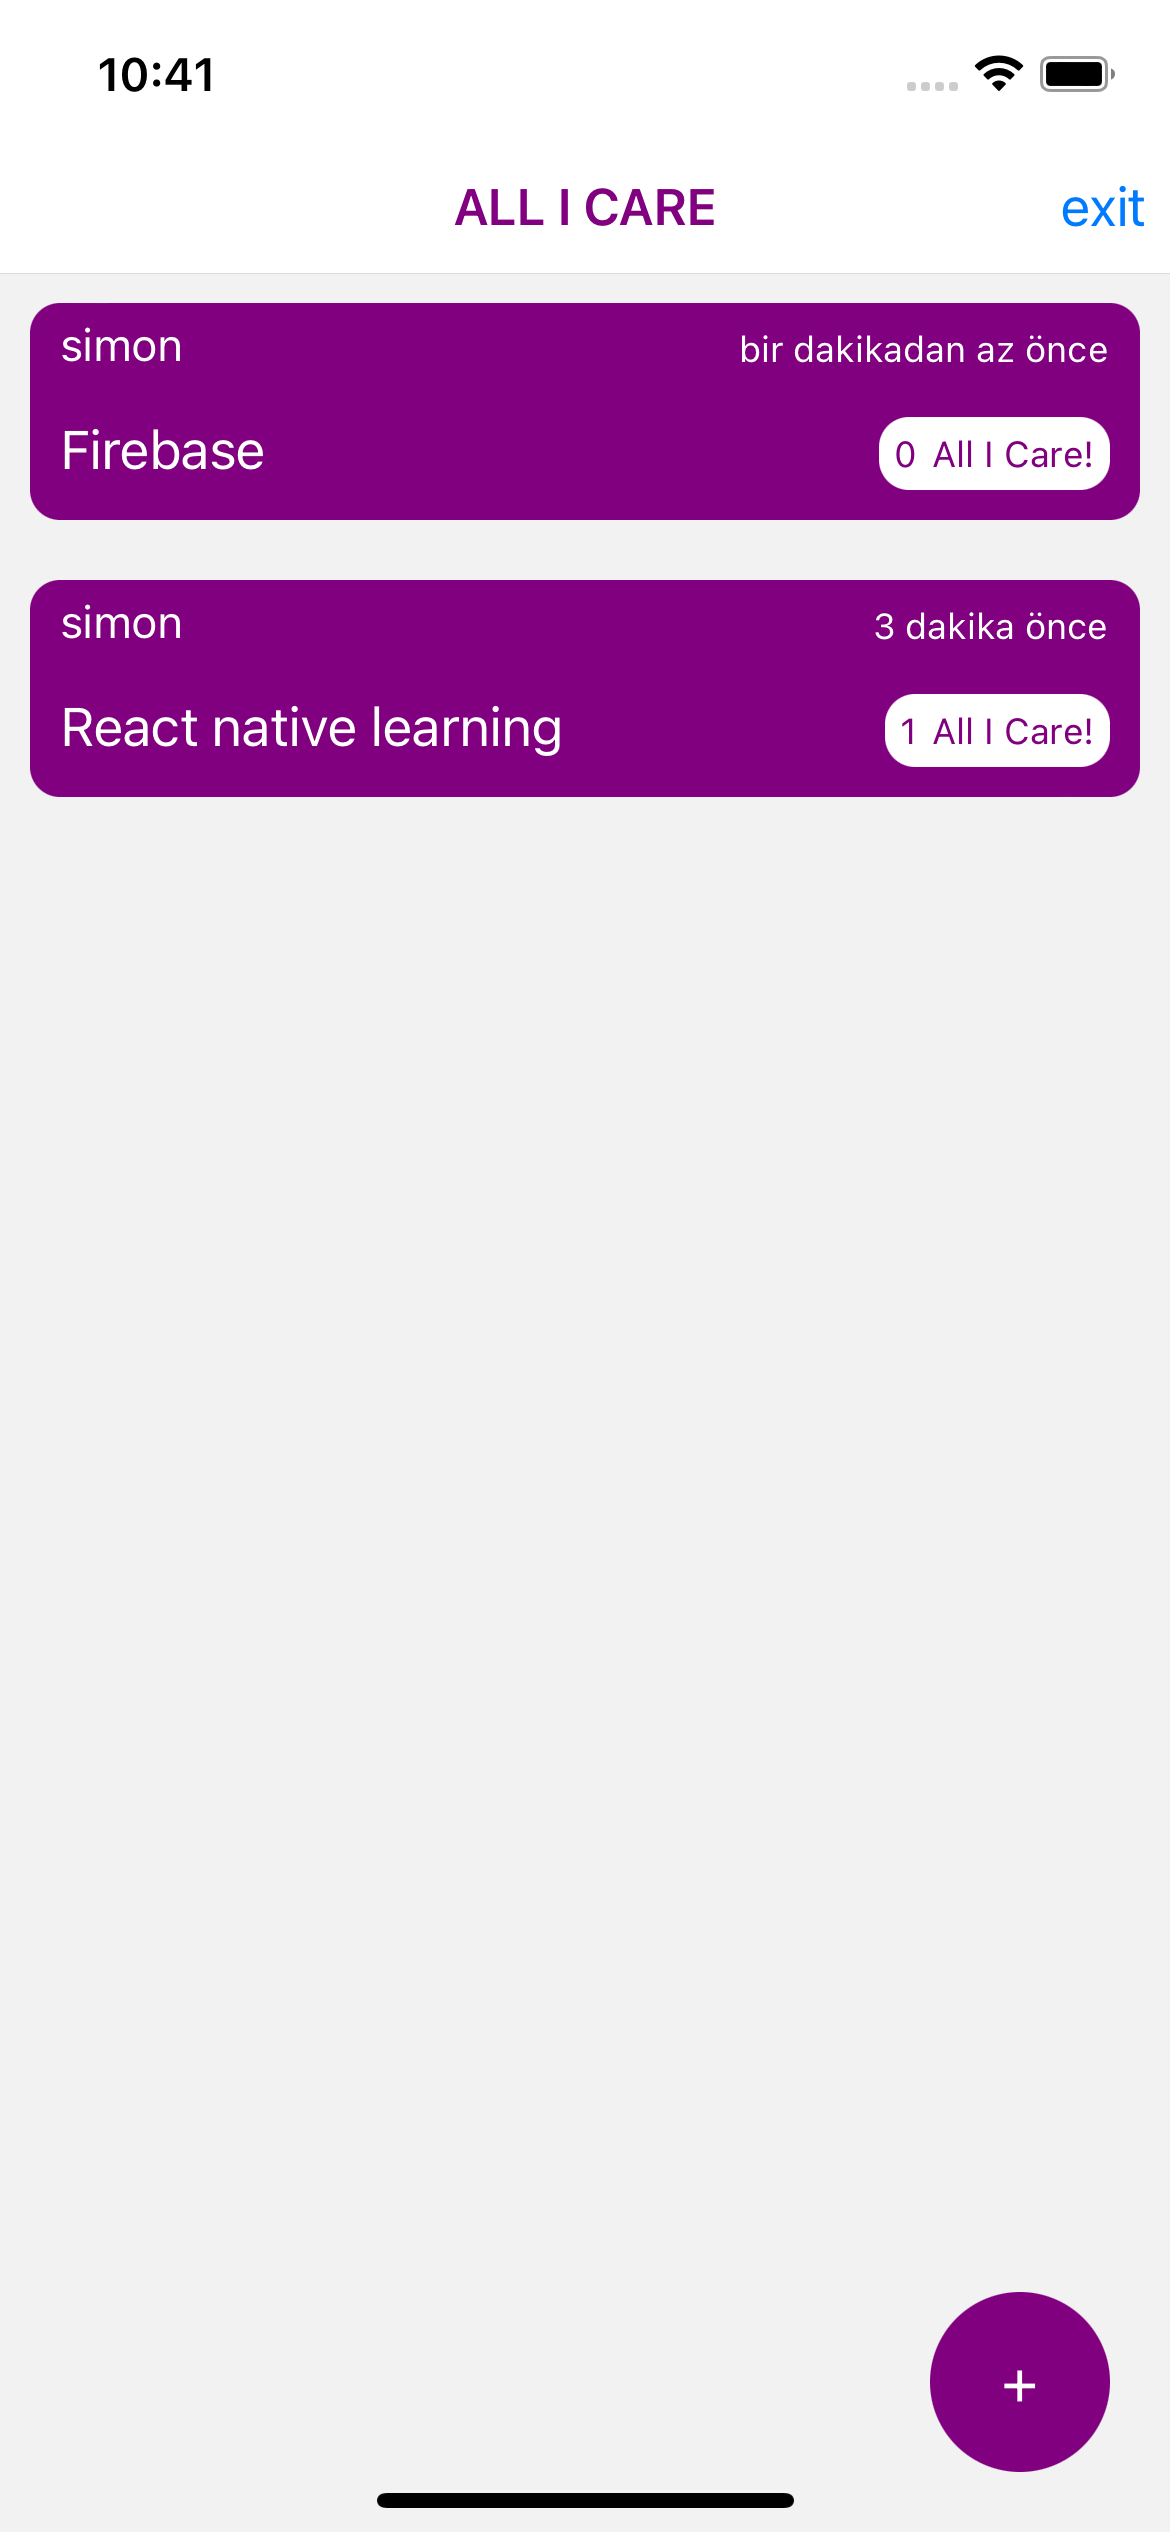 10:41
ALL I CARE
exit
simon
bir dakikadan az önce
Firebase
0 All I Care!
simon
3 dakika önce
React native learning
1 All I Care!
+